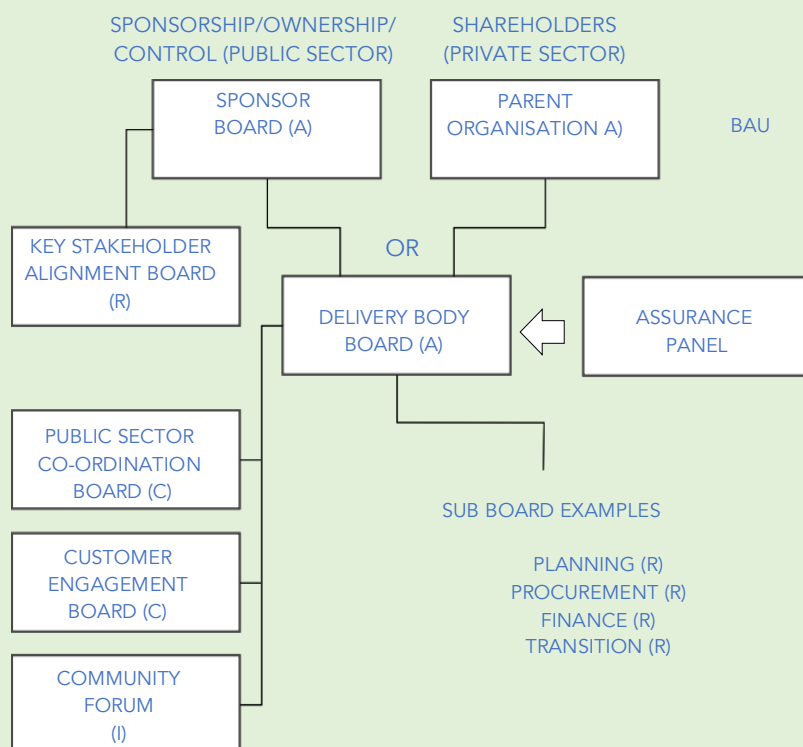 SPONSORSHIP/OWNERSHIP/
CONTROL (PUBLIC SECTOR)
SHAREHOLDERS
(PRIVATE SECTOR)
SPONSOR
BOARD (A)
PARENT
ORGANISATION A)
BAU
KEY STAKEHOLDER
ALIGNMENT BOARD
(R)
OR
DELIVERY BODY
BOARD (A)
ASSURANCE
PANEL
PUBLIC SECTOR
CO-ORDINATION
BOARD (C)
CUSTOMER
ENGAGEMENT
BOARD (C)
COMMUNITY
FORUM
(I)
SUB BOARD EXAMPLES
PLANNING (R)
PROCUREMENT (R)
FINANCE (R)
TRANSITION (R)